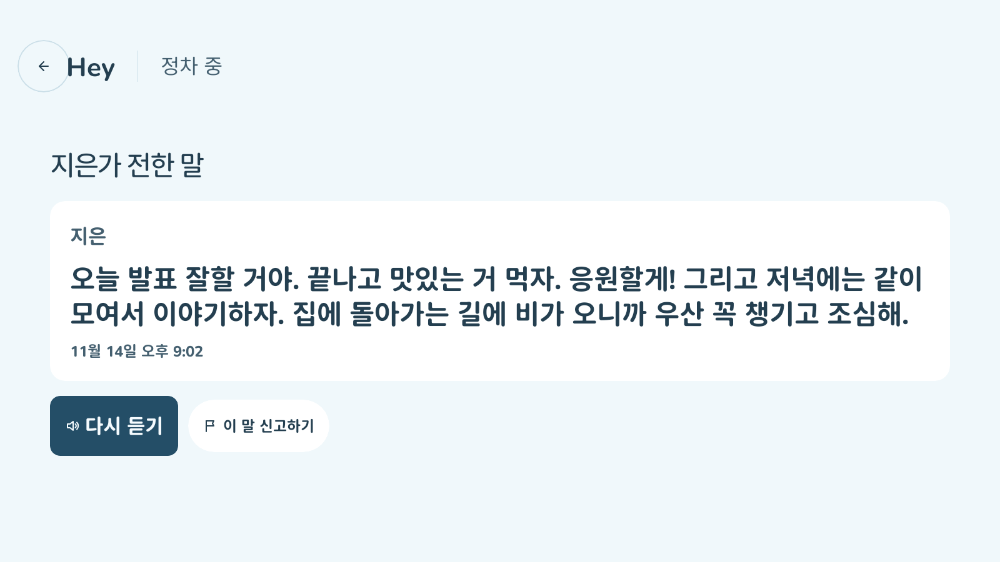 Hey
정차 중
지은가 전한 말
지은
오늘 발표 잘할 거야. 끝나고 맛있는 거 먹자. 응원할게! 그리고 저녁에는 같이
모여서 이야기하자. 집에 돌아가는 길에 비가 오니까 우산 꼭 챙기고 조심해.
11월 14일 오후 9:02
다시 듣기
이 말 신고하기